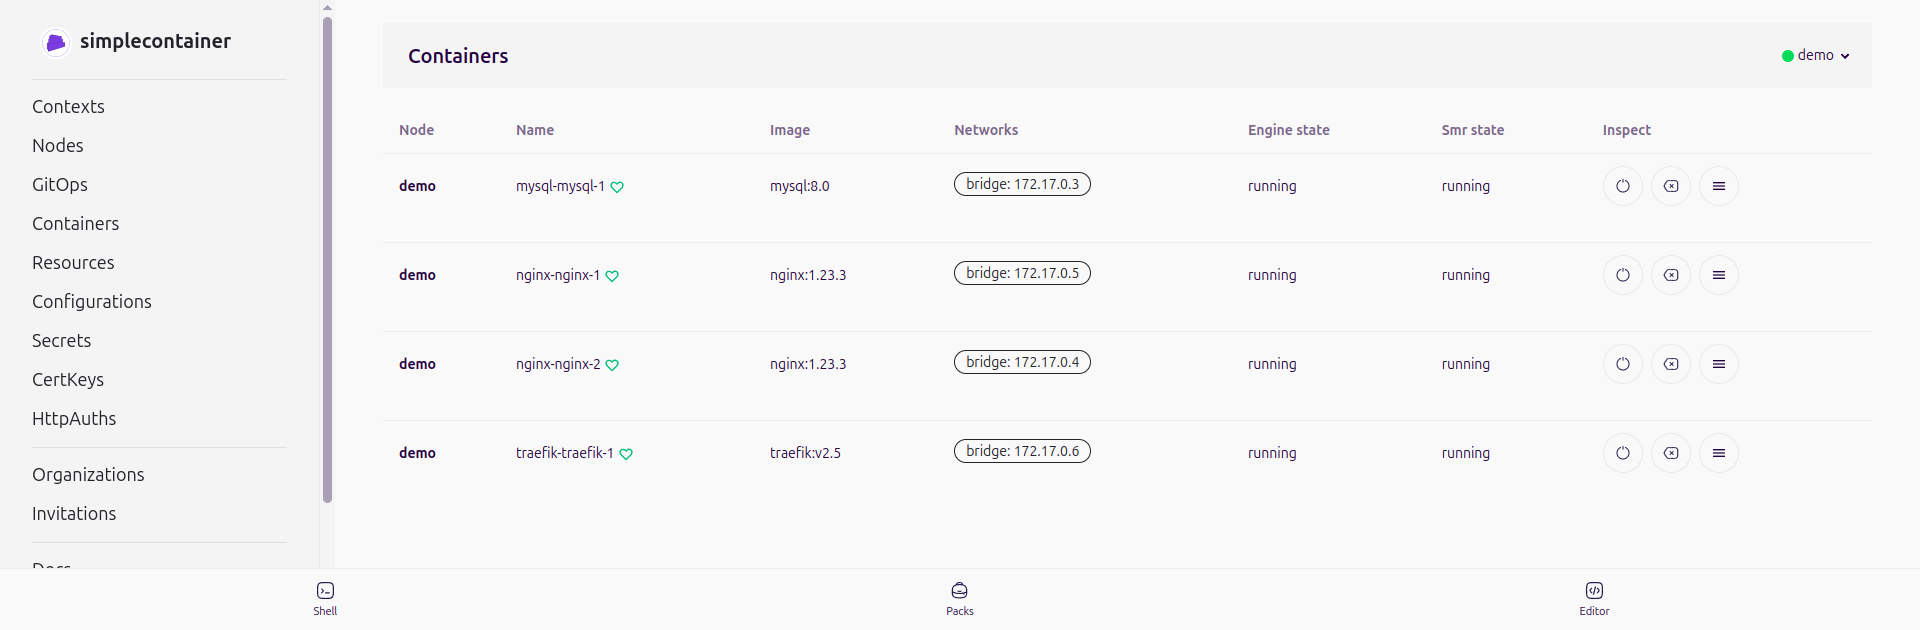 simplecontainer
Contexts
Nodes
GitOps
Containers
Resources
Configurations
Secrets
CertKeys
HttpAuths
Organizations
Invitations
Docs
Containers
demo
Node Name Image Networks Engine state Smr state Inspect
demo mysql-mysql-1 mysql:8.0 bridge: 172.17.0.3 running running
demo nginx-nginx-1 nginx:1.23.3 bridge: 172.17.0.5 running running
demo nginx-nginx-2 nginx:1.23.3 bridge: 172.17.0.4 running running
demo traefik-traefik-1 traefik:v2.5 bridge: 172.17.0.6 running running
Shell Packs Editor